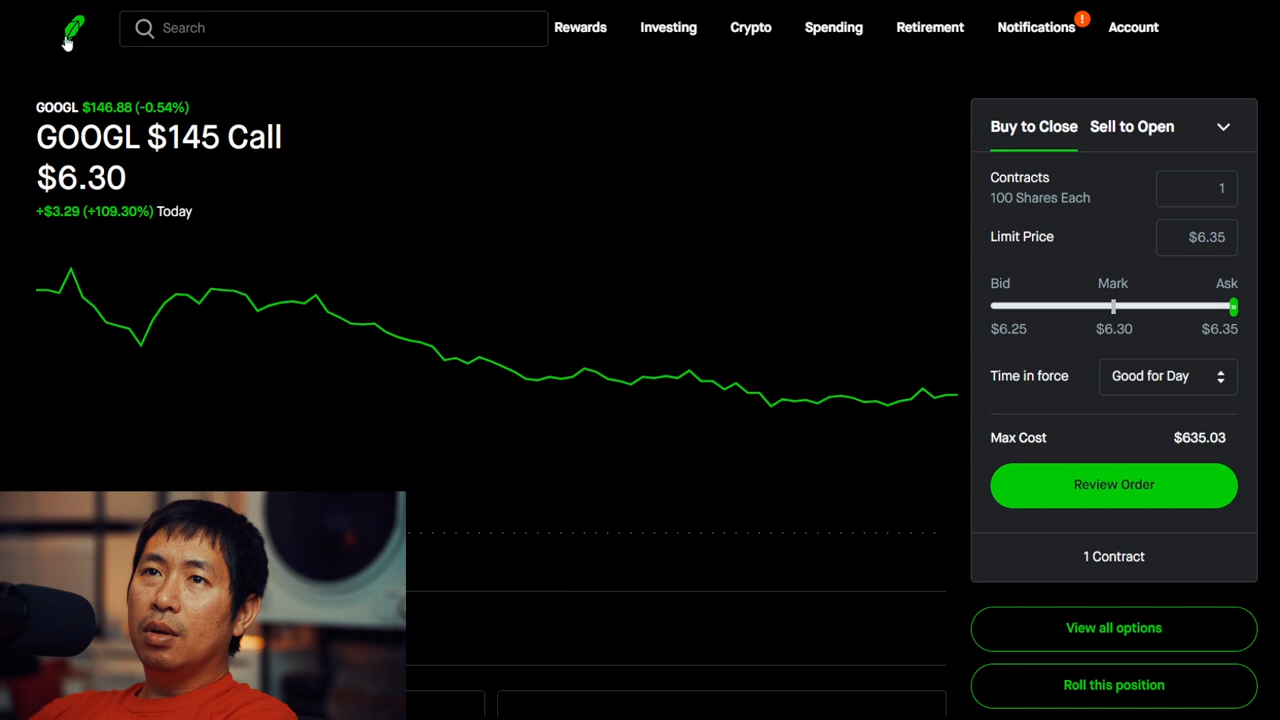 Search
Rewards
Investing
Crypto
Spending
Retirement
Notifications
!
Account
GOOGL $146.88 (-0.54%)
GOOGL $145 Call
$6.30
+$3.29 (+109.30%) Today
Buy to Close
Sell to Open
Contracts
100 Shares Each
1
Limit Price
$6.35
Bid
Mark
Ask
$6.25
$6.30
$6.35
Time in force
Good for Day
Max Cost
$635.03
Review Order
1 Contract
View all options
Roll this position